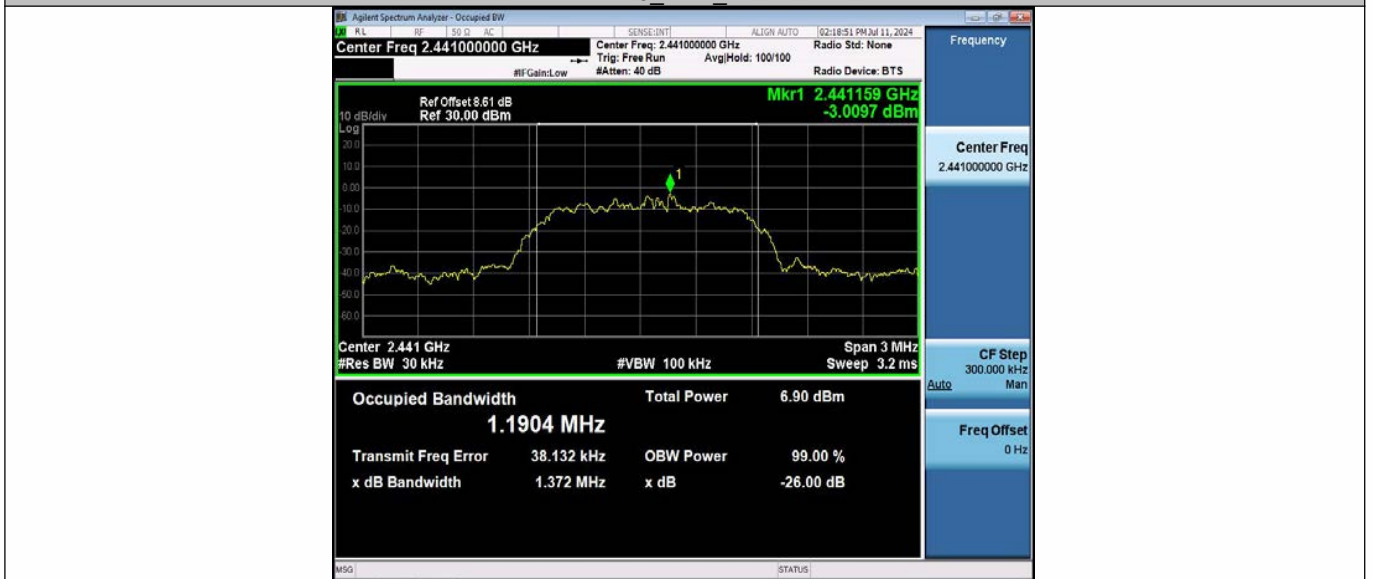 Agilent Spectrum Analyzer - Occupied BW
RL RF 50 Ω AC SENSE:INT ALIGN AUTO 02:18:51 PM Jul 11, 2024
Center Freq 2.441000000 GHz
Center Freq: 2.441000000 GHz
Radio Std: None
Trig: Free Run Avg|Hold: 100/100
#IFGain:Low #Atten: 40 dB Radio Device: BTS
Mkr1 2.441159 GHz
-3.0097 dBm
Ref Offset 8.61 dB
10 dB/div Ref 30.00 dBm
Log
20.0
10.0
0.00
-10.0
-20.0
-30.0
-40.0
-50.0
-60.0
1
Center 2.441 GHz Span 3 MHz
#Res BW 30 kHz #VBW 100 kHz Sweep 3.2 ms
Occupied Bandwidth Total Power 6.90 dBm
1.1904 MHz
Transmit Freq Error 38.132 kHz OBW Power 99.00 %
x dB Bandwidth 1.372 MHz x dB -26.00 dB
MSG STATUS
Frequency
Center Freq
2.441000000 GHz
CF Step
300.000 kHz
Auto Man
Freq Offset
0 Hz